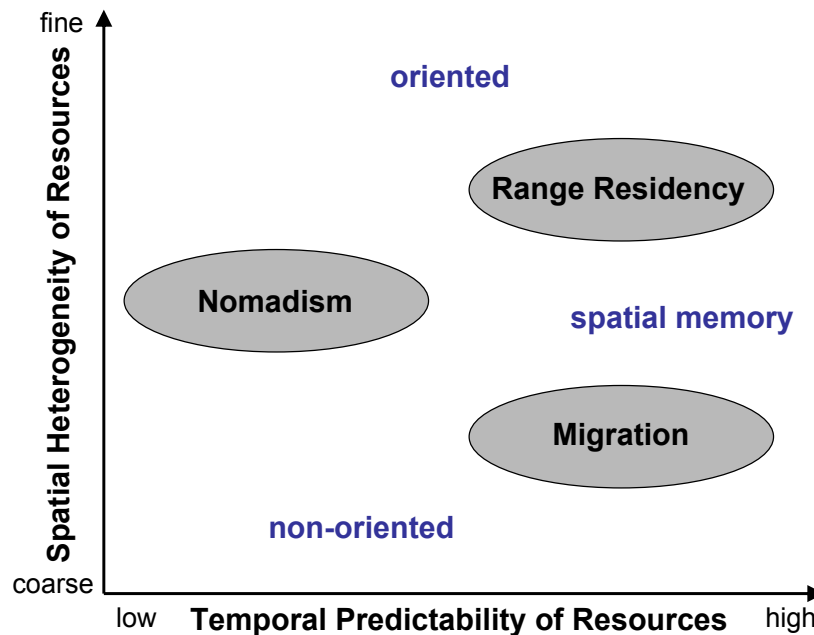 fine
Spatial Heterogeneity of Resources
oriented
Range Residency
Nomadism
spatial memory
Migration
non-oriented
coarse
low
Temporal Predictability of Resources
high